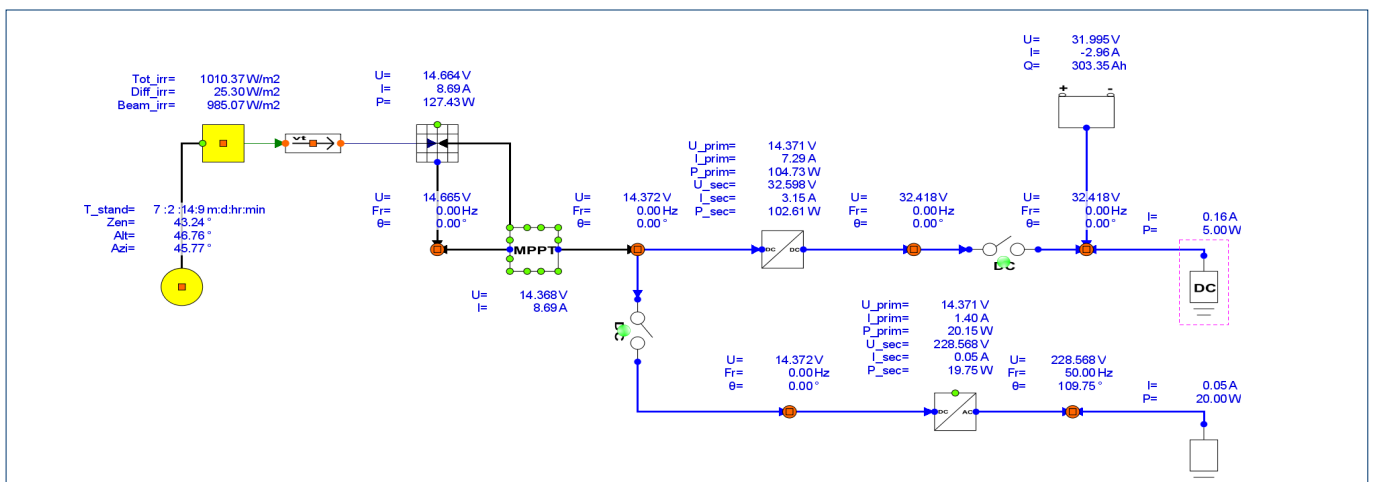 U= 31.995 V
I= -2.96 A
Q= 303.35 Ah
+ -
Tot_irr= 1010.37 W/m2
Diff_irr= 25.30 W/m2
Beam_irr= 985.07 W/m2
U= 14.664 V
I= 8.69 A
P= 127.43 W
U_prim= 14.371 V
I_prim= 7.29 A
P_prim= 104.73 W
U_sec= 32.598 V
I_sec= 3.15 A
P_sec= 102.61 W
T_stand= 7 :2 :14:9 m:d:hr:min
Zen= 43.24 °
Alt= 46.76 °
Azi= 45.77 °
U= 14.665 V
Fr= 0.00 Hz
θ= 0.00 °
U= 14.372 V
Fr= 0.00 Hz
θ= 0.00 °
U= 32.418 V
Fr= 0.00 Hz
θ= 0.00 °
U= 32.418 V
Fr= 0.00 Hz
θ= 0.00 °
I= 0.16 A
P= 5.00 W
MPPT
DC DC
DC
DC
U= 14.368 V
I= 8.69 A
DC
U_prim= 14.371 V
I_prim= 1.40 A
P_prim= 20.15 W
U_sec= 228.568 V
I_sec= 0.05 A
P_sec= 19.75 W
U= 14.372 V
Fr= 0.00 Hz
θ= 0.00 °
U= 228.568 V
Fr= 50.00 Hz
θ= 109.75 °
I= 0.05 A
P= 20.00 W
DC AC